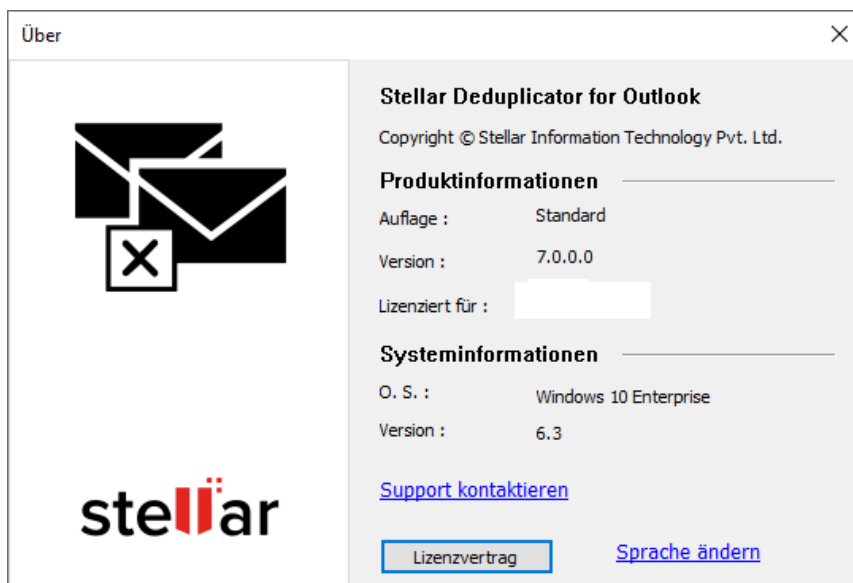 Über
Stellar Deduplicator for Outlook
Copyright © Stellar Information Technology Pvt. Ltd.
Produktinformationen
Auflage : Standard
Version : 7.0.0.0
Lizenziert für :
Systeminformationen
O. S. : Windows 10 Enterprise
Version : 6.3
Support kontaktieren
stellar
Lizenzvertrag Sprache ändern